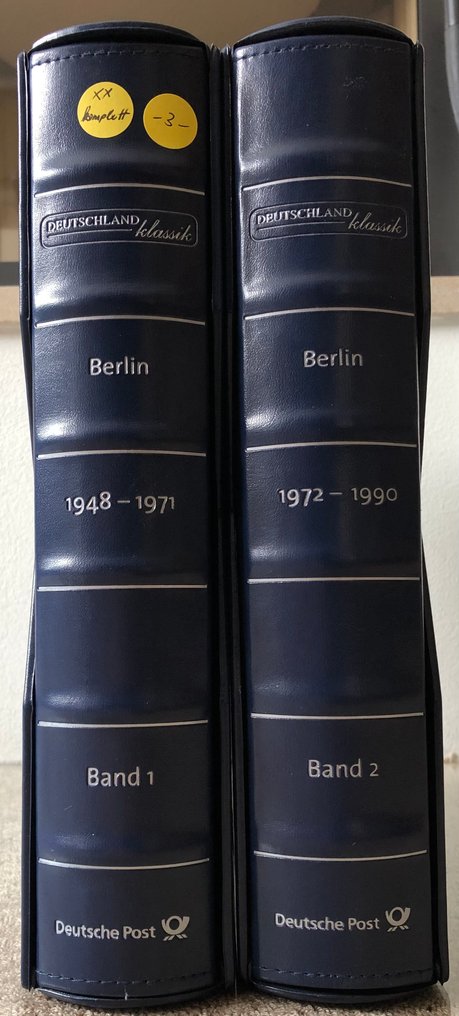 XX
komplett
-3-
DEUTSCHLAND
klassik
Berlin
1948 – 1971
Band 1
Deutsche Post
DEUTSCHLAND
klassik
Berlin
1972 – 1990
Band 2
Deutsche Post